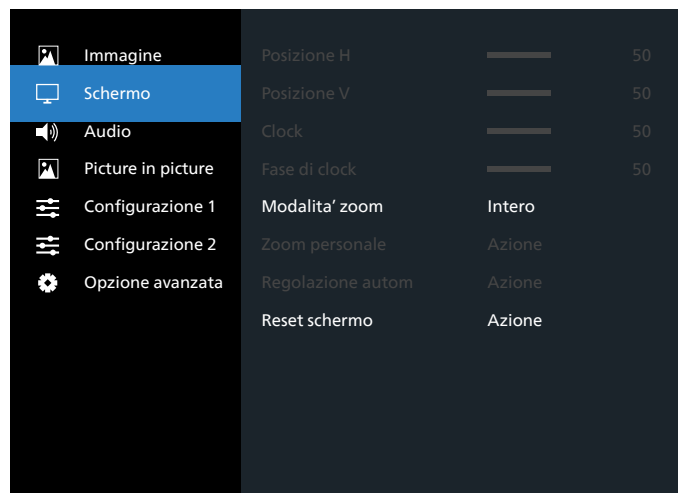 Immagine
Schermo
Audio
Picture in picture
Configurazione 1
Configurazione 2
Opzione avanzata
Posizione H 50
Posizione V 50
Clock 50
Fase di clock 50
Modalita’ zoom Intero
Zoom personale Azione
Regolazione autom Azione
Reset schermo Azione